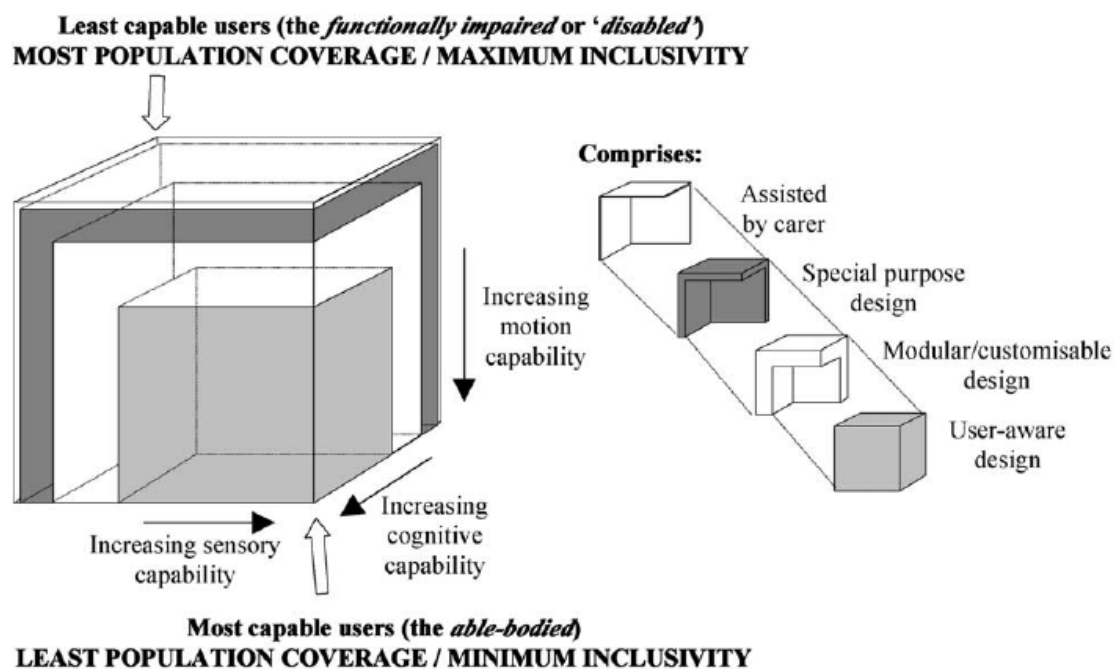 Least capable users (the functionally impaired or ‘disabled’)
MOST POPULATION COVERAGE / MAXIMUM INCLUSIVITY
Comprises:
Assisted
by carer
Special purpose
design
Modular/customisable
design
User-aware
design
Increasing
motion
capability
Increasing
cognitive
capability
Increasing sensory
capability
Most capable users (the able-bodied)
LEAST POPULATION COVERAGE / MINIMUM INCLUSIVITY